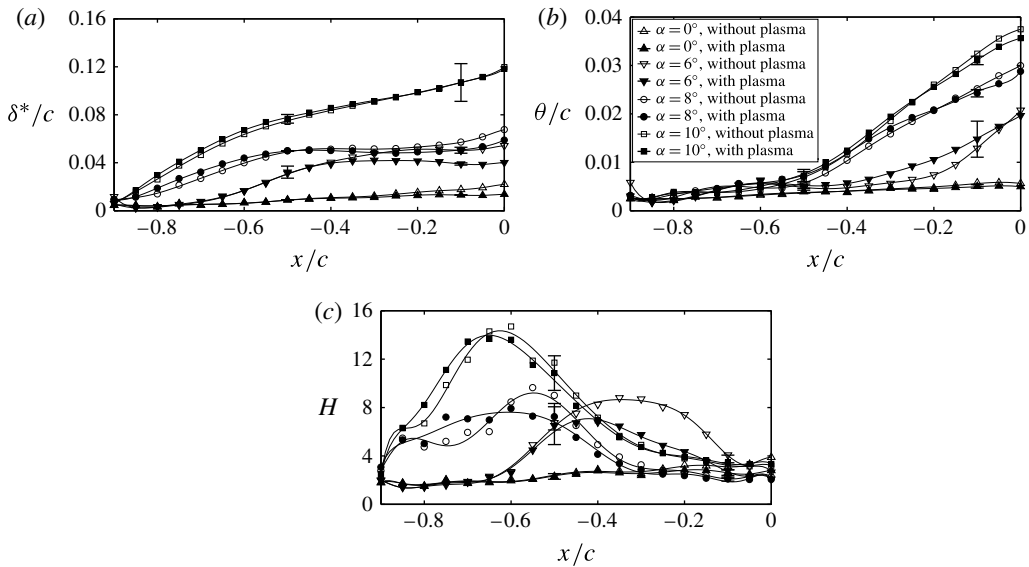 (a)
0.16
0.12
0.08
0.04
0
δ*/c
−0.8 −0.6 −0.4 −0.2 0
x/c
(b)
0.04
0.03
0.02
0.01
0
θ/c
α = 0°, without plasma
α = 0°, with plasma
α = 6°, without plasma
α = 6°, with plasma
α = 8°, without plasma
α = 8°, with plasma
α = 10°, without plasma
α = 10°, with plasma
−0.8 −0.6 −0.4 −0.2 0
x/c
(c)
16
12
8
4
0
H
−0.8 −0.6 −0.4 −0.2 0
x/c